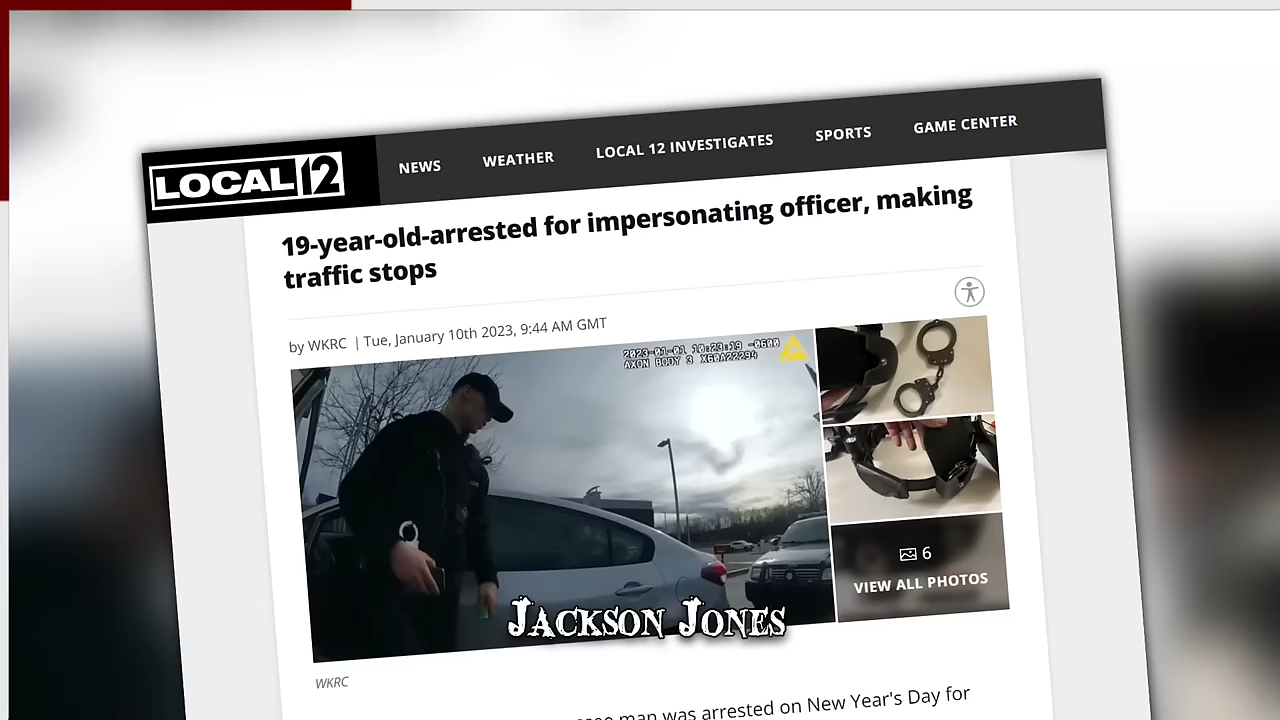 LOCAL 12
NEWS WEATHER LOCAL 12 INVESTIGATES SPORTS GAME CENTER
19-year-old-arrested for impersonating officer, making
traffic stops
by WKRC | Tue, January 10th 2023, 9:44 AM GMT
2023-01-01 10:23:19 -0600
AXON BODY 3 X60A22294
6
VIEW ALL PHOTOS
JACKSON JONES
WKRC
man was arrested on New Year's Day for